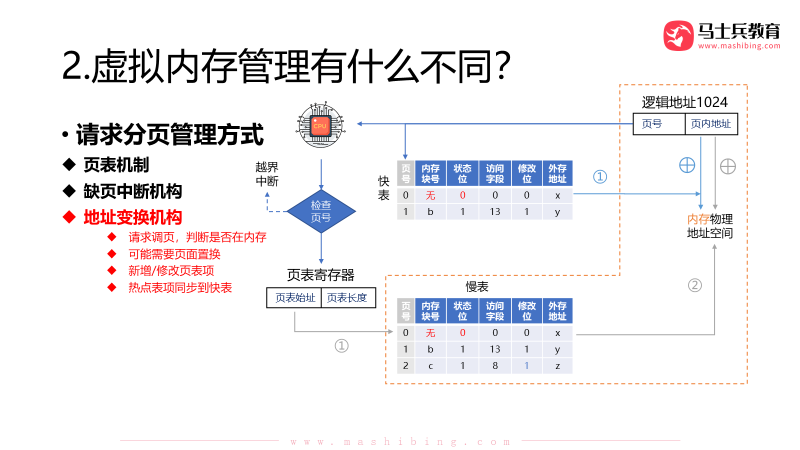 马士兵教育
www.mashibing.com
2.虚拟内存管理有什么不同?
• 请求分页管理方式
◆ 页表机制
◆ 缺页中断机构
◆ 地址变换机构
◆ 请求调页，判断是否在内存
◆ 可能需要页面置换
◆ 新增/修改页表项
◆ 热点表项同步到快表
CPU
越界
中断
检查
页号
页表寄存器
页表始址 页表长度
①
快表
页号 内存块号 状态位 访问字段 修改位 外存地址
0 无 0 0 0 x
1 b 1 13 1 y
①
逻辑地址1024
页号 页内地址
内存物理
地址空间
②
慢表
页号 内存块号 状态位 访问字段 修改位 外存地址
0 无 0 0 0 x
1 b 1 13 1 y
2 c 1 8 1 z
www.mashibing.com